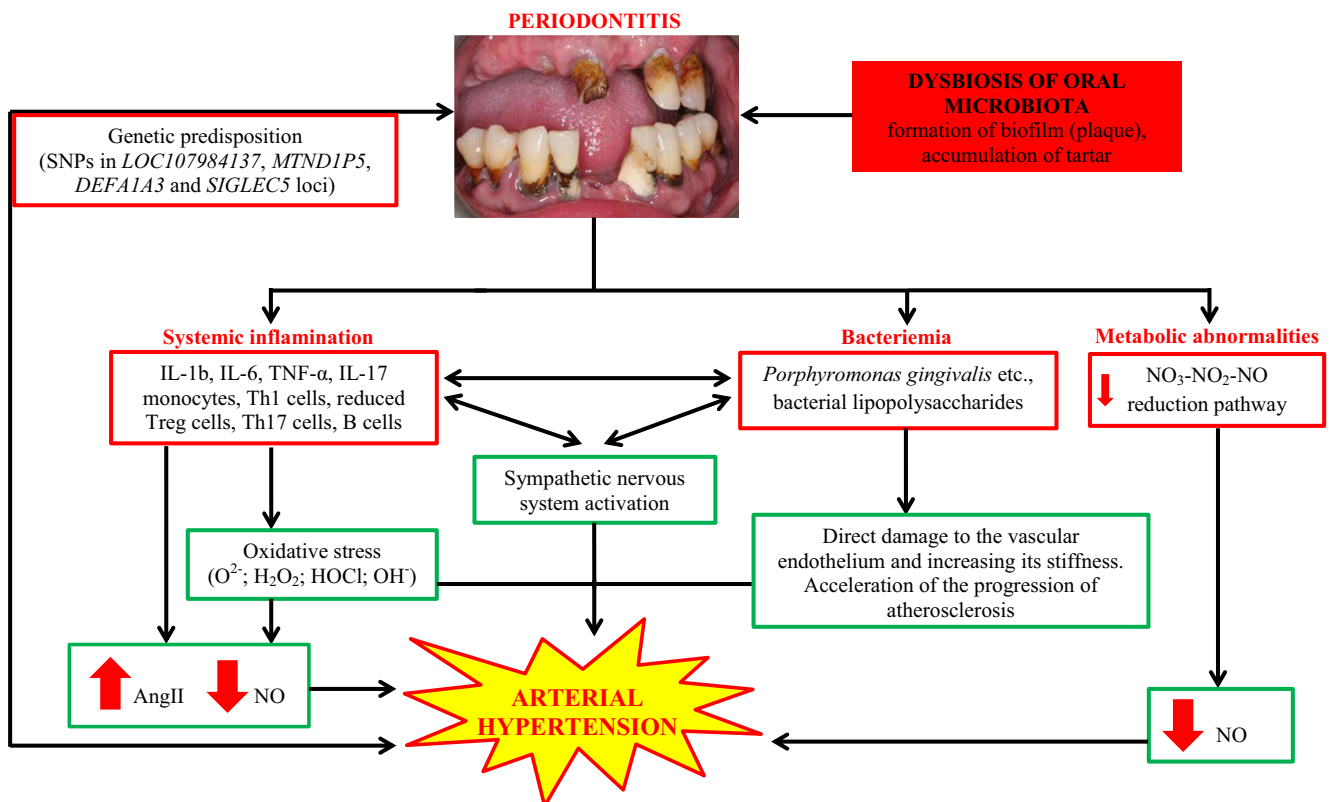 PERIODONTITIS
DYSBIOSIS OF ORAL
MICROBIOTA
formation of biofilm (plaque),
accumulation of tartar
Genetic predisposition
(SNPs in LOC107984137, MTND1P5,
DEFA1A3 and SIGLEC5 loci)
Systemic inflamination
IL-1b, IL-6, TNF-α, IL-17
monocytes, Th1 cells, reduced
Treg cells, Th17 cells, B cells
Bacteriemia
Porphyromonas gingivalis etc.,
bacterial lipopolysaccharides
Metabolic abnormalities
NO₃-NO₂-NO
reduction pathway
Sympathetic nervous
system activation
Oxidative stress
(O²⁻; H₂O₂; HOCl; OH⁻)
Direct damage to the vascular
endothelium and increasing its stiffness.
Acceleration of the progression of
atherosclerosis
AngII
NO
ARTERIAL
HYPERTENSION
NO